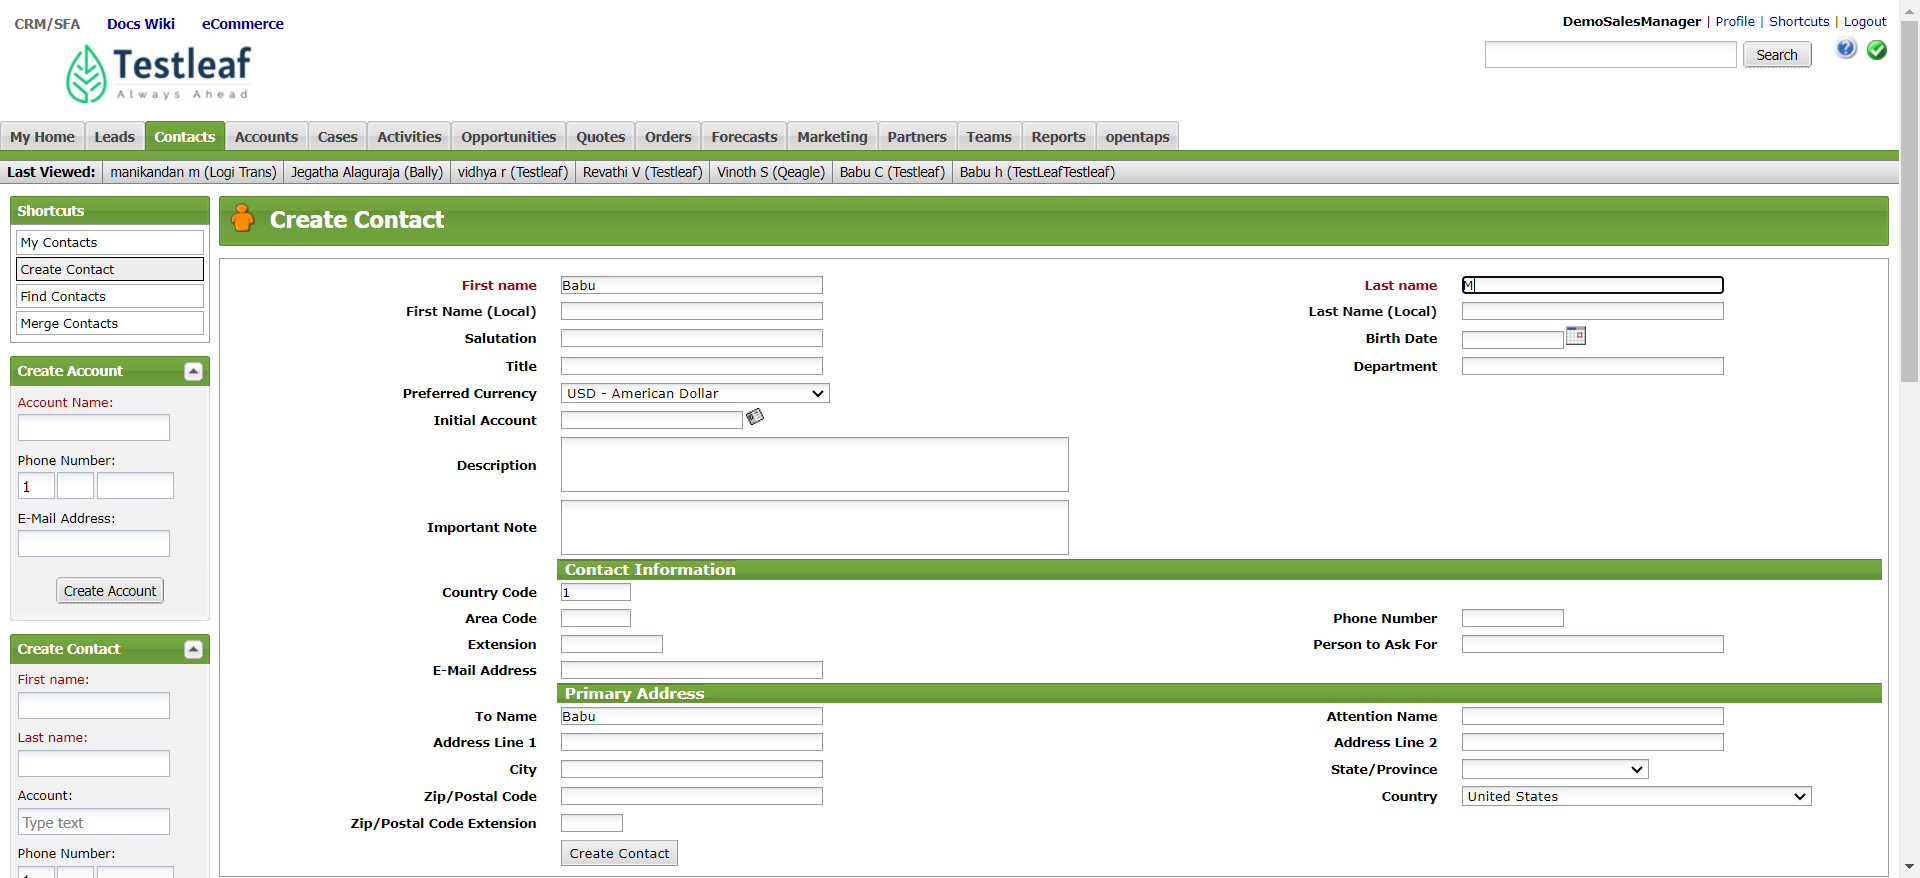 CRM/SFA Docs Wiki eCommerce
DemoSalesManager | Profile | Shortcuts | Logout
Testleaf
Always Ahead
Search
My Home Leads Contacts Accounts Cases Activities Opportunities Quotes Orders Forecasts Marketing Partners Teams Reports opentaps
Last Viewed: manikandan m (Logi Trans) Jegatha Alaguraja (Bally) vidhya r (Testleaf) Revathi V (Testleaf) Vinoth S (Qeagle) Babu C (Testleaf) Babu h (TestLeafTestleaf)
Shortcuts
My Contacts
Create Contact
Find Contacts
Merge Contacts
Create Account
Account Name:
Phone Number:
1
E-Mail Address:
Create Account
Create Contact
First name:
Last name:
Account:
Type text
Phone Number:
Create Contact
First name Babu Last name M
First Name (Local) Last Name (Local)
Salutation Birth Date
Title Department
Preferred Currency USD - American Dollar
Initial Account
Description
Important Note
Contact Information
Country Code 1
Area Code Phone Number
Extension Person to Ask For
E-Mail Address
Primary Address
To Name Babu Attention Name
Address Line 1 Address Line 2
City State/Province
Zip/Postal Code Country United States
Zip/Postal Code Extension
Create Contact